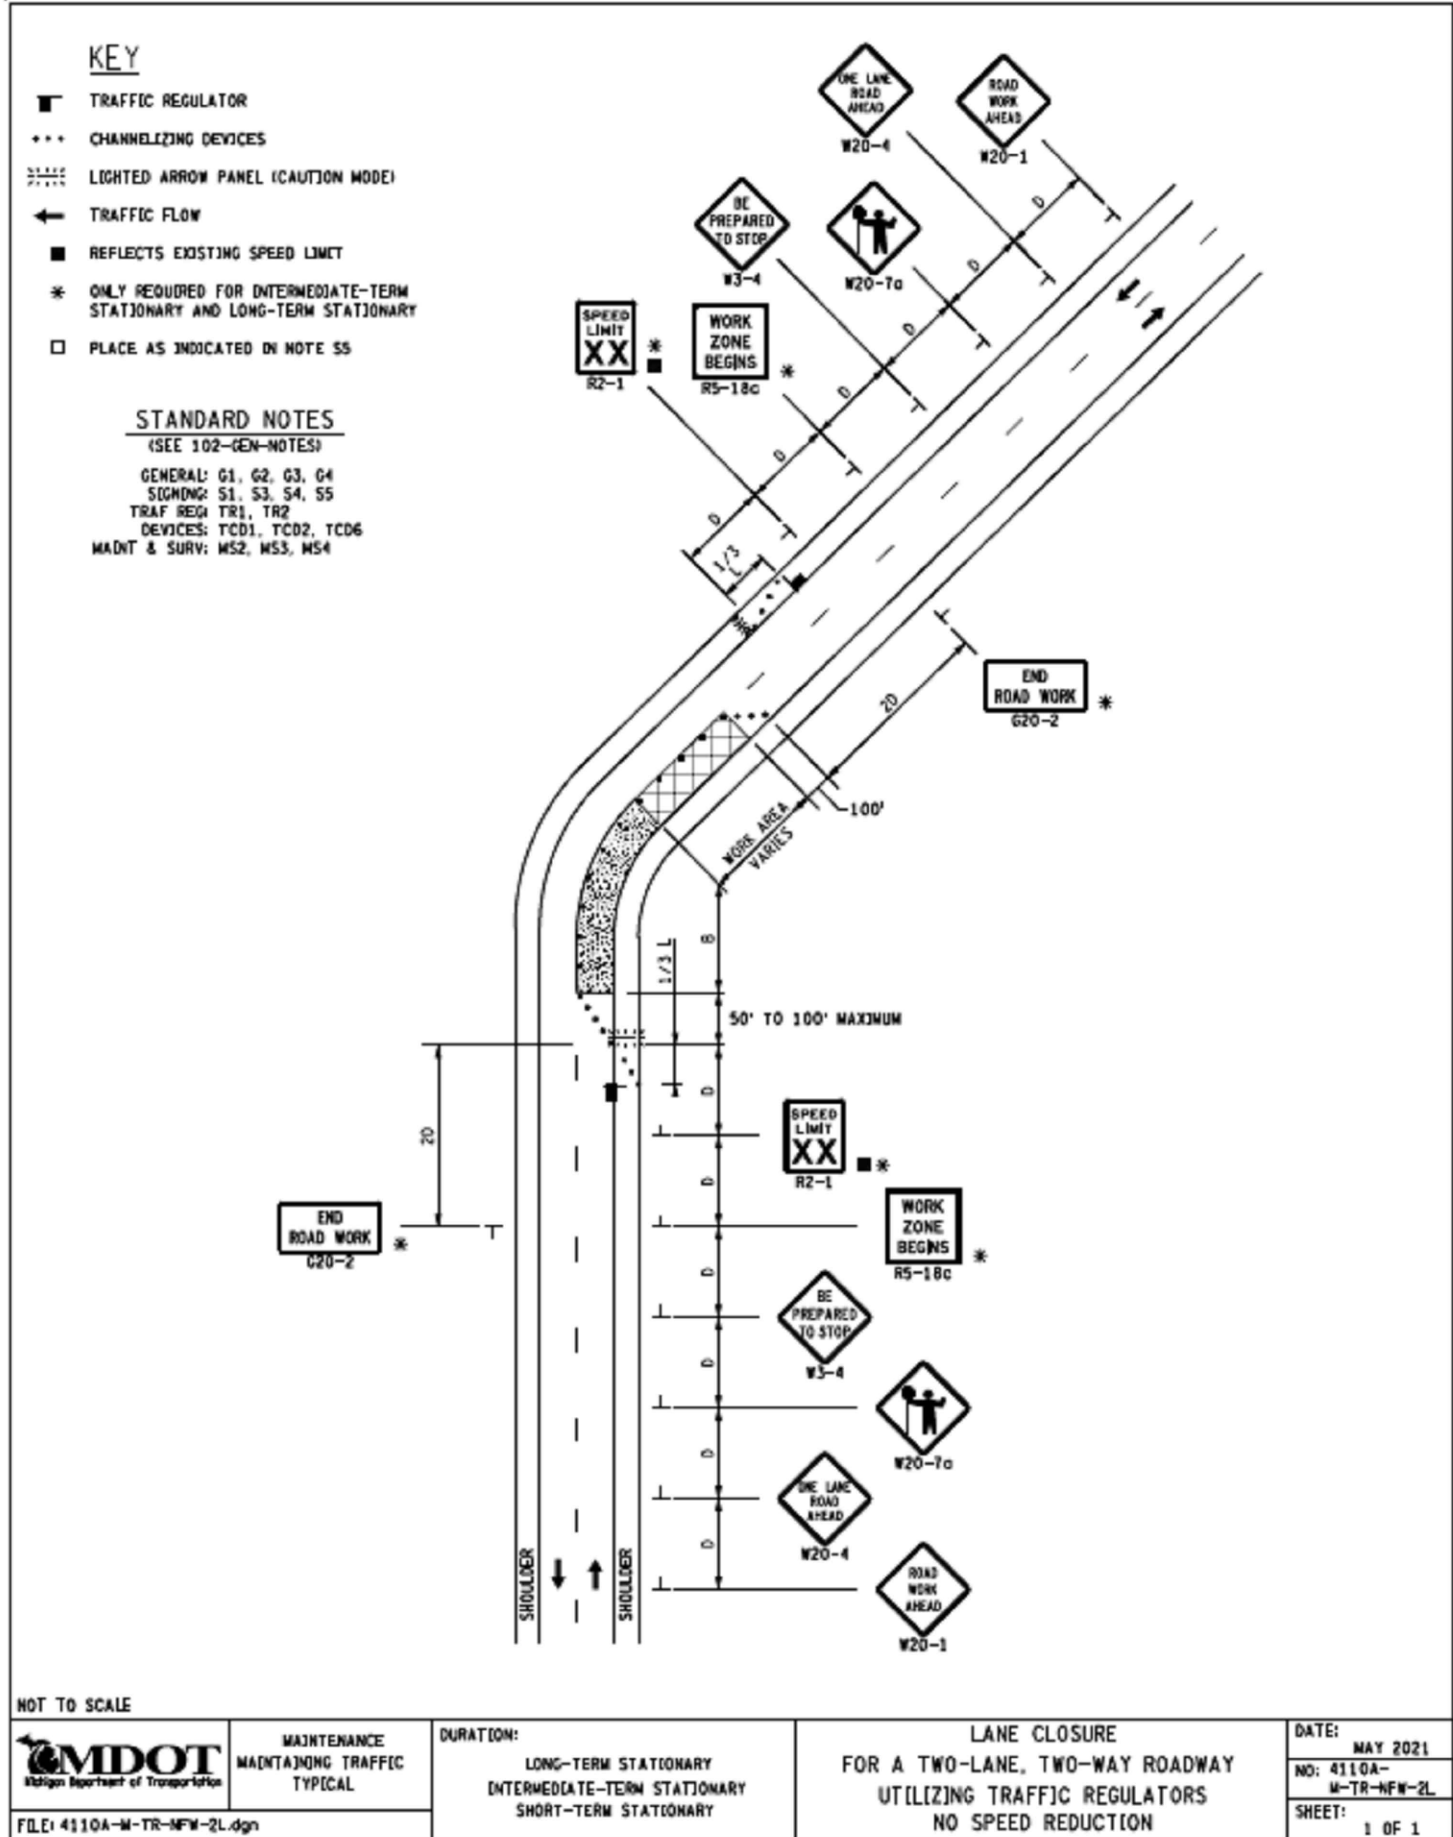 KEY
TRAFFIC REGULATOR
CHANNELIZING DEVICES
LIGHTED ARROW PANEL (CAUTION MODE)
TRAFFIC FLOW
REFLECTS EXISTING SPEED LIMIT
* ONLY REQUIRED FOR INTERMEDIATE-TERM
STATIONARY AND LONG-TERM STATIONARY
PLACE AS INDICATED IN NOTE S5
STANDARD NOTES
(SEE 102-GEN-NOTES)
GENERAL: G1, G2, G3, G4
SIGNING: S1, S3, S4, S5
TRAF REG: TR1, TR2
DEVICES: TCD1, TCD2, TCD6
MAINT & SURV: MS2, MS3, MS4
ONE LANE
ROAD
AHEAD
W20-4
ROAD
WORK
AHEAD
W20-1
BE
PREPARED
TO STOP
W3-4
W20-7a
SPEED
LIMIT
XX
R2-1
*
WORK
ZONE
BEGINS
R5-18c
*
D
D
D
D
D
D
1/3
L
END
ROAD WORK
G20-2
*
2D
100'
WORK AREA
VARIES
B
1/3 L
50' TO 100' MAXIMUM
2D
END
ROAD WORK
G20-2
*
D
D
D
D
D
D
SPEED
LIMIT
XX
R2-1
*
WORK
ZONE
BEGINS
R5-18c
*
BE
PREPARED
TO STOP
W3-4
W20-7a
ONE LANE
ROAD
AHEAD
W20-4
ROAD
WORK
AHEAD
W20-1
SHOULDER
SHOULDER
NOT TO SCALE
MDOT
Michigan Department of Transportation
MAINTENANCE
MAINTAINING TRAFFIC
TYPICAL
FILE: 4110A-M-TR-NFW-2L.dgn
DURATION:
LONG-TERM STATIONARY
INTERMEDIATE-TERM STATIONARY
SHORT-TERM STATIONARY
LANE CLOSURE
FOR A TWO-LANE, TWO-WAY ROADWAY
UTILIZING TRAFFIC REGULATORS
NO SPEED REDUCTION
DATE:
MAY 2021
NO: 4110A-
M-TR-NFW-2L
SHEET:
1 OF 1